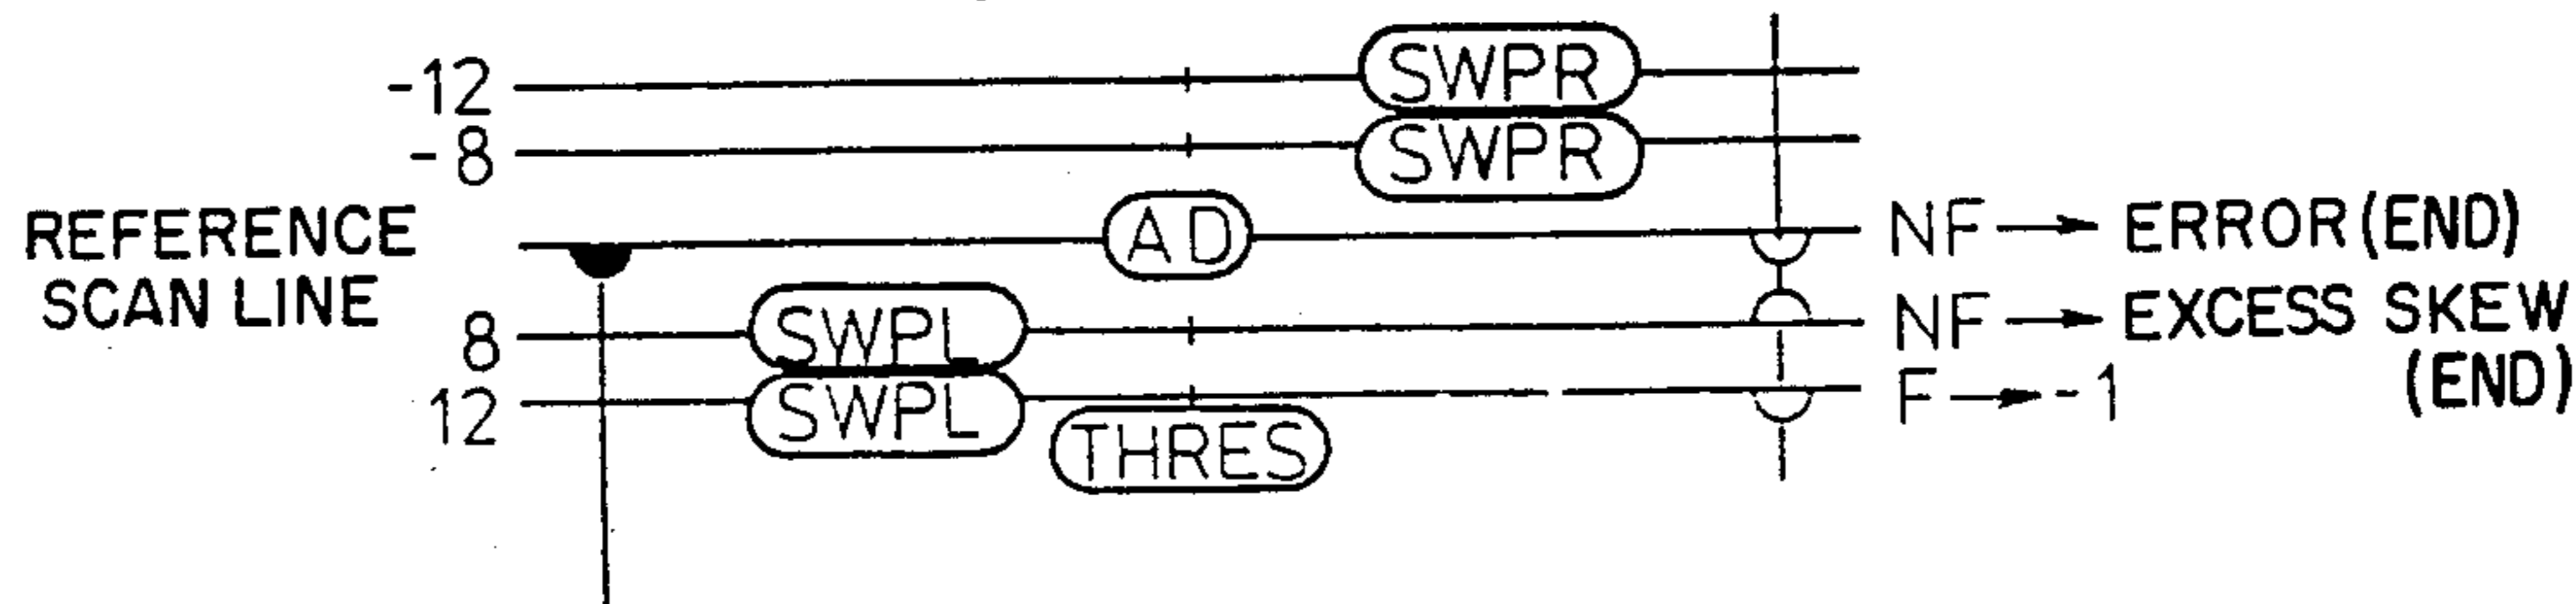 -12 SWPR
-8 SWPR
REFERENCE
SCAN LINE
AD NF → ERROR (END)
8 SWPL NF → EXCESS SKEW
(END)
12 SWPL F → -1
THRES